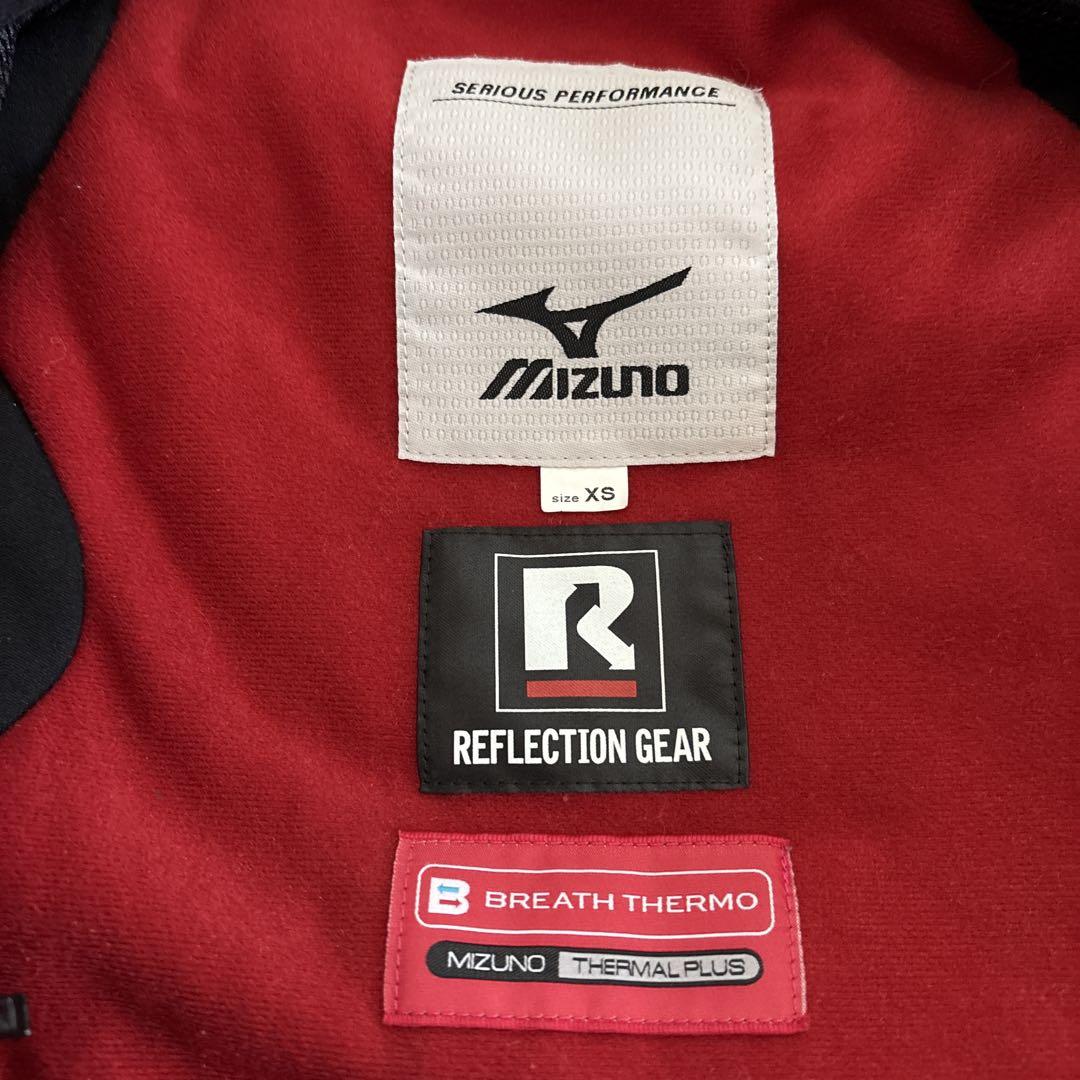 SERIOUS PERFORMANCE
MIZUNO
size XS
R
REFLECTION GEAR
B BREATH THERMO
MIZUNO THERMAL PLUS